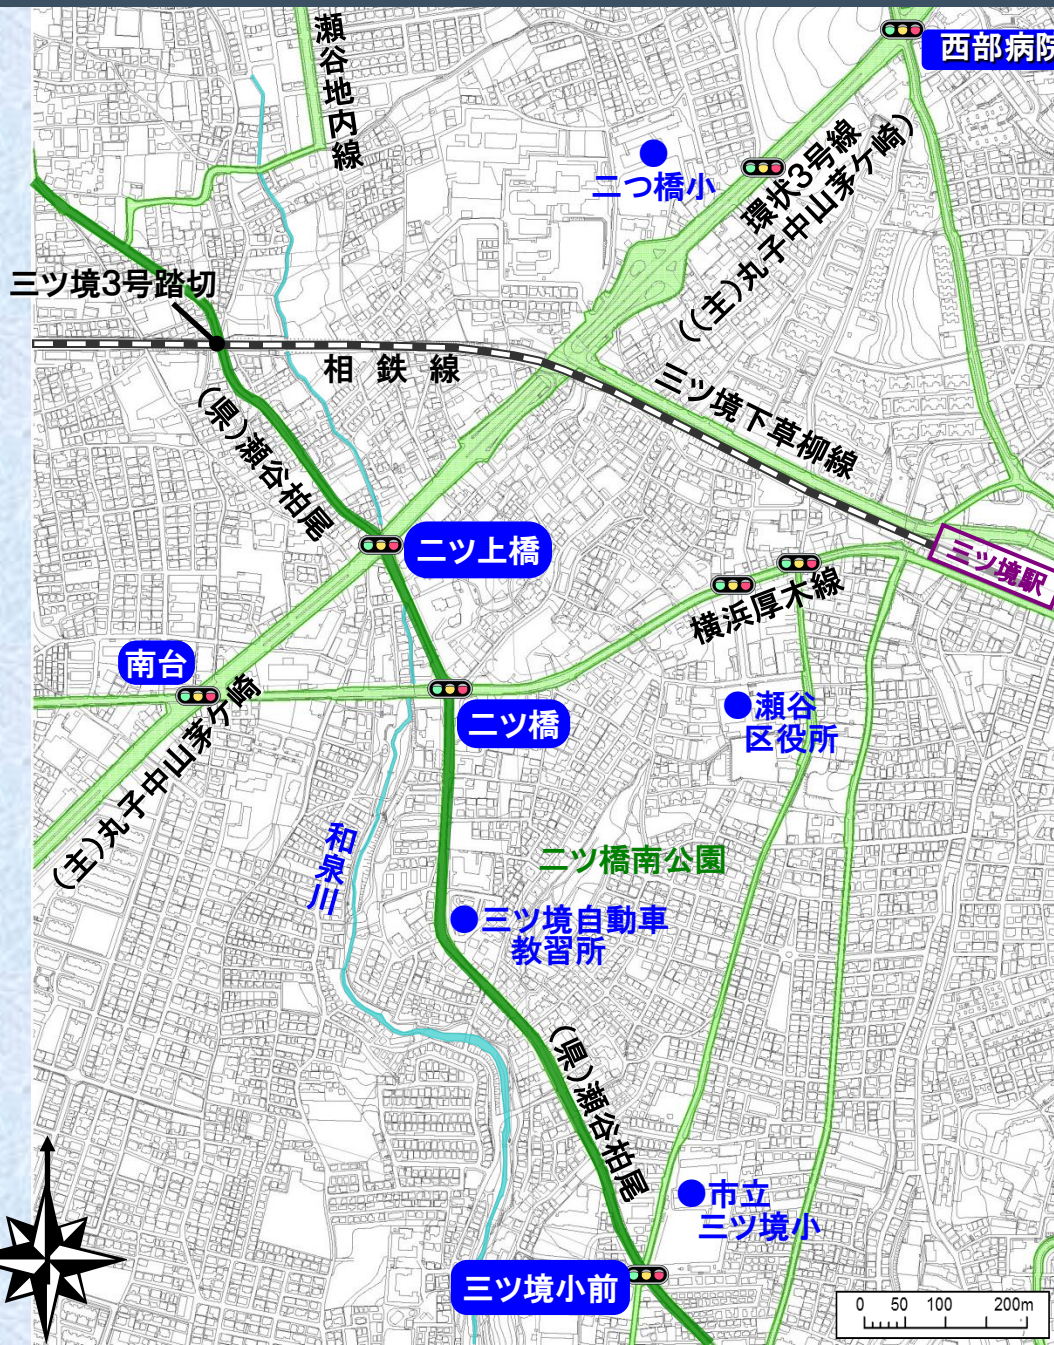 瀬谷地内線
西部病院
二つ橋小
環状3号線
((主)丸子中山茅ケ崎)
三ツ境3号踏切
相鉄線
三ツ境下草柳線
(県)瀬谷柏尾
二ツ上橋
三ツ境駅
横浜厚木線
南台
二ツ橋
瀬谷
区役所
(主)丸子中山茅ケ崎
和泉川
二ツ橋南公園
三ツ境自動車
教習所
(県)瀬谷柏尾
市立
三ツ境小
三ツ境小前
0 50 100 200m